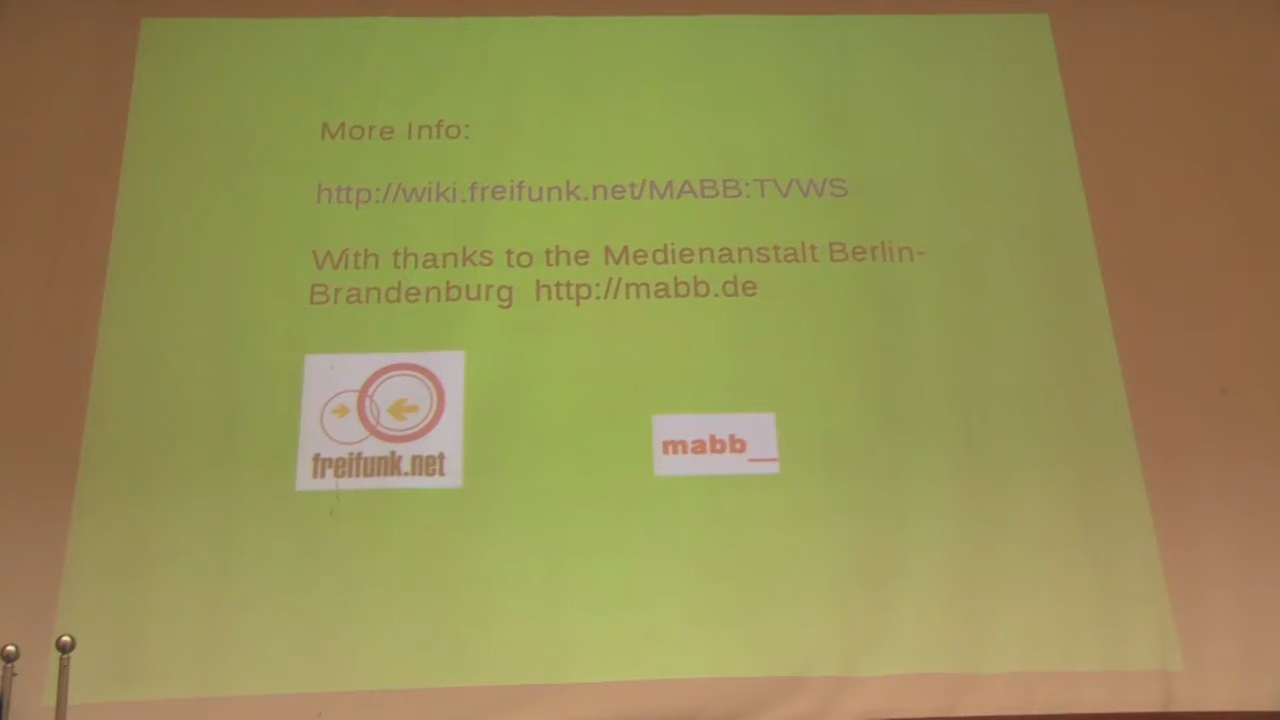 More Info:
http://wiki.freifunk.net/MABB:TVWS
With thanks to the Medienanstalt Berlin-
Brandenburg http://mabb.de
freifunk.net
mabb_